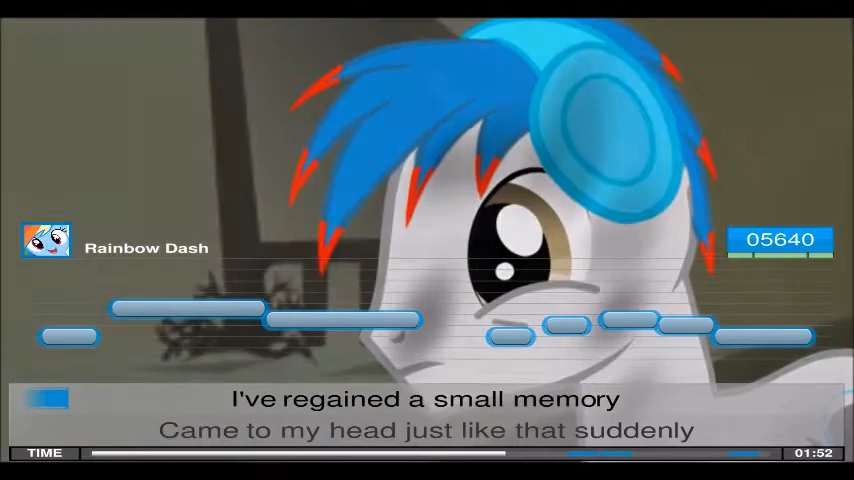 Rainbow Dash
05640
I've regained a small memory
Came to my head just like that suddenly
TIME
01:52